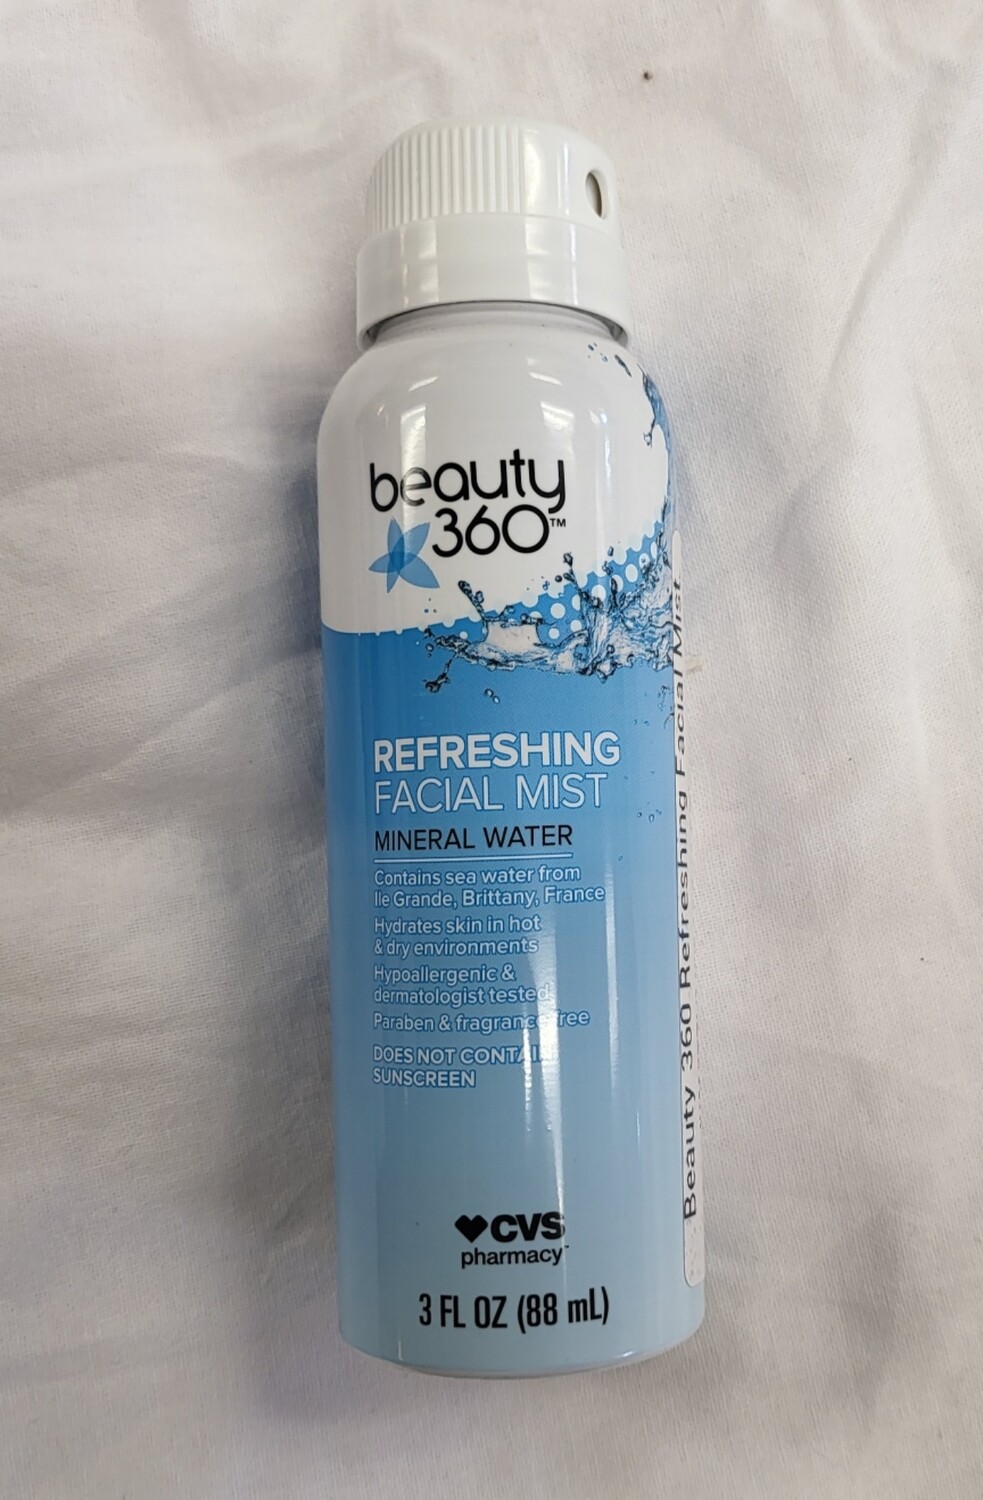 beauty
360™
REFRESHING
FACIAL MIST
MINERAL WATER
Contains sea water from
Ile Grande, Brittany, France
Hydrates skin in hot
& dry environments
Hypoallergenic &
dermatologist tested
Paraben & fragrance free
DOES NOT CONTAIN
SUNSCREEN
CVS
pharmacy™
3 FL OZ (88 mL)
Beauty 360 Refreshing Facial Mist